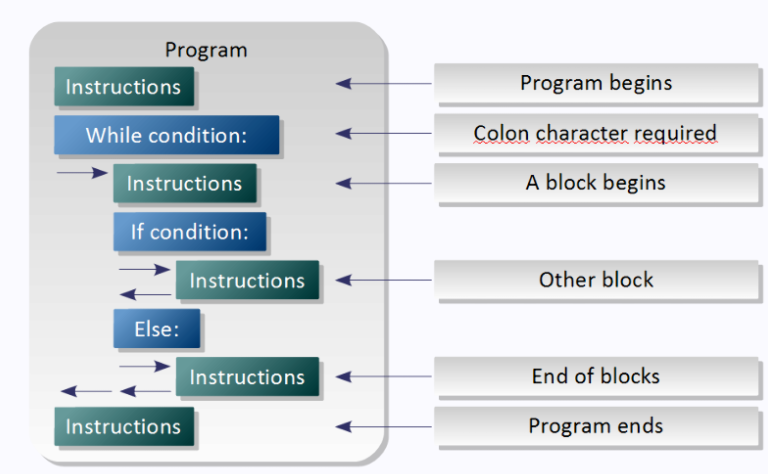 Program
Instructions
Program begins
While condition:
Colon character required
Instructions
A block begins
If condition:
Instructions
Other block
Else:
Instructions
End of blocks
Instructions
Program ends